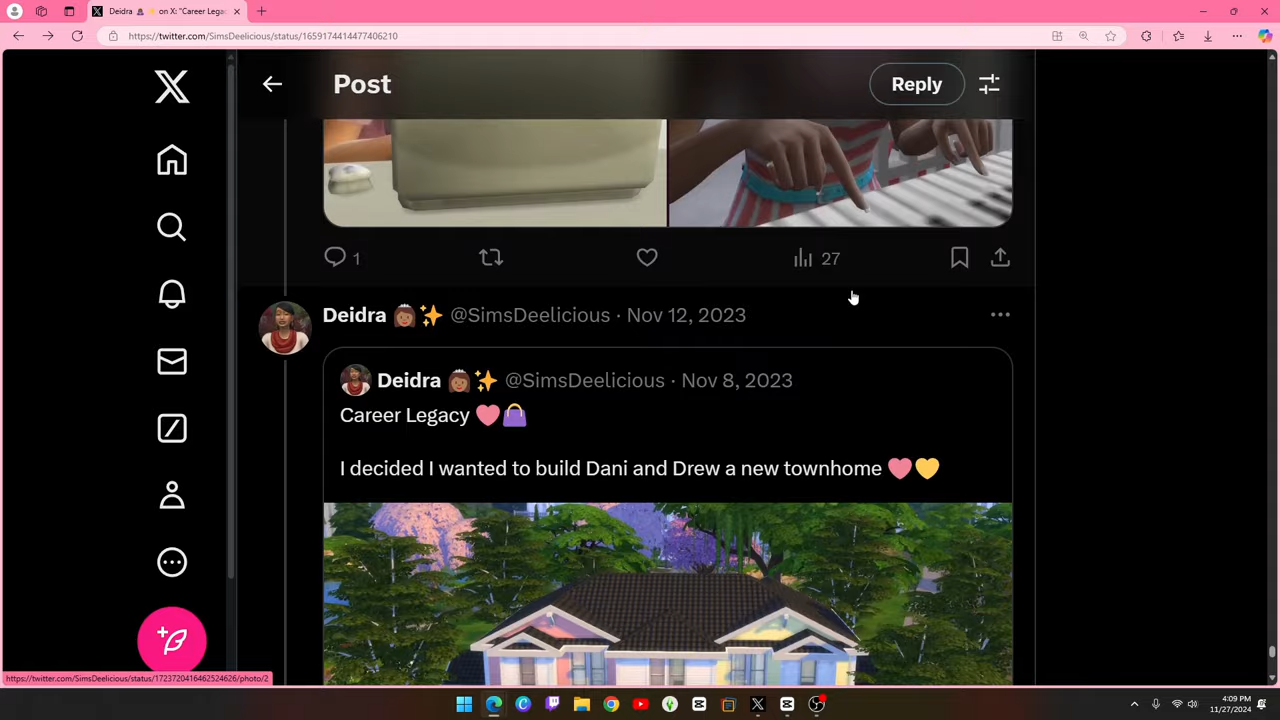 Deidra on X: "Career Legac
https://twitter.com/SimsDeelicious/status/1659174414477406210
Post
Reply
1
27
Deidra @SimsDeelicious · Nov 12, 2023
Deidra @SimsDeelicious · Nov 8, 2023
Career Legacy
I decided I wanted to build Dani and Drew a new townhome
https://twitter.com/SimsDeelicious/status/1723720416462524626/photo/2
4:09 PM
11/27/2024